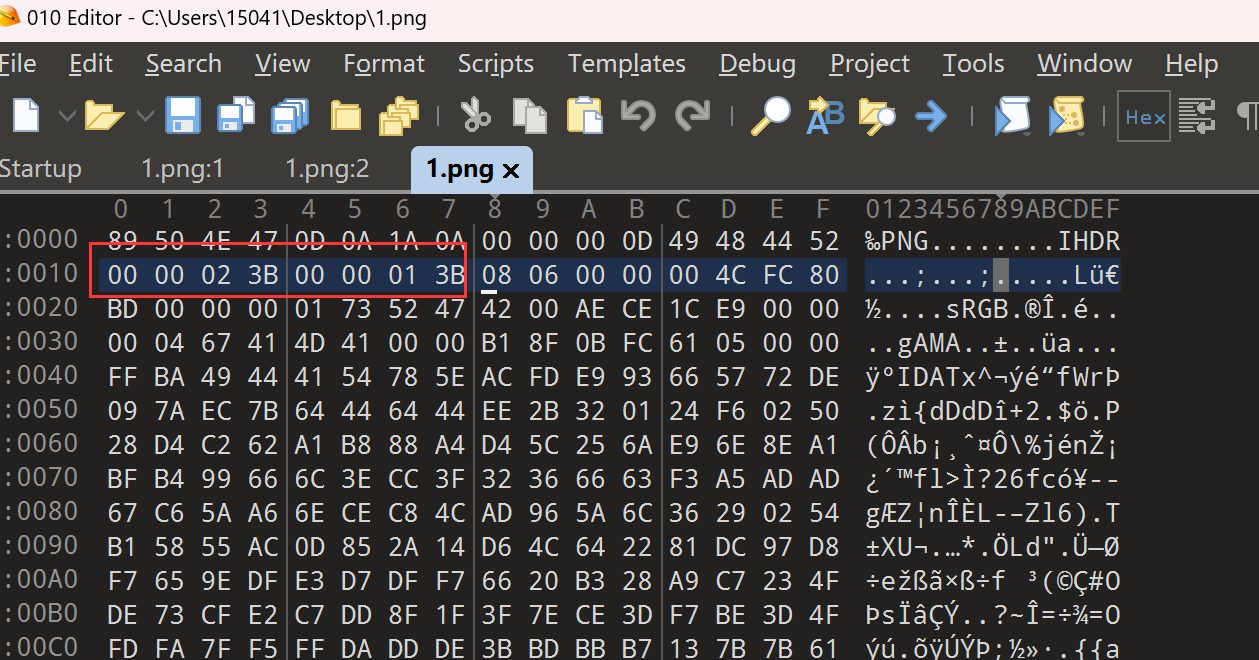 010 Editor - C:\Users\15041\Desktop\1.png
File Edit Search View Format Scripts Templates Debug Project Tools Window Help
Hex
Startup 1.png:1 1.png:2 1.png ×
0 1 2 3 4 5 6 7 8 9 A B C D E F 0123456789ABCDEF
:0000 89 50 4E 47 0D 0A 1A 0A 00 00 00 0D 49 48 44 52 ‰PNG........IHDR
:0010 00 00 02 3B 00 00 01 3B 08 06 00 00 00 4C FC 80 ...;...;.....Lü€
:0020 BD 00 00 00 01 73 52 47 42 00 AE CE 1C E9 00 00 ½....sRGB.®Î.é..
:0030 00 04 67 41 4D 41 00 00 B1 8F 0B FC 61 05 00 00 ..gAMA..±..üa...
:0040 FF BA 49 44 41 54 78 5E AC FD E9 93 66 57 72 DE ÿºIDATx^¬ýé“fWrÞ
:0050 09 7A EC 7B 64 44 64 44 EE 2B 32 01 24 F6 02 50 .zì{dDdDî+2.$ö.P
:0060 28 D4 C2 62 A1 B8 88 A4 D4 5C 25 6A E9 6E 8E A1 (ÔÂb¡¸ˆ¤Ô\%jénŽ¡
:0070 BF B4 99 66 6C 3E CC 3F 32 36 66 63 F3 A5 AD AD ¿´™fl>Ì?26fcó¥--
:0080 67 C6 5A A6 6E CE C8 4C AD 96 5A 6C 36 29 02 54 gÆZ¦nÎÈL-–Zl6).T
:0090 B1 58 55 AC 0D 85 2A 14 D6 4C 64 22 81 DC 97 D8 ±XU¬.…*.ÖLd".Ü—Ø
:00A0 F7 65 9E DF E3 D7 DF F7 66 20 B3 28 A9 C7 23 4F ÷ežßã×ß÷f ³(©Ç#O
:00B0 DE 73 CF E2 C7 DD 8F 1F 3F 7E CE 3D F7 BE 3D 4F ÞsÏâÇÝ..?~Î=÷¾=O
:00C0 FD FA 7F F5 FF DA DD DE 3B BD BB B7 13 7B 7B 61 ýú.õÿÚÝÞ;½»·.{{a